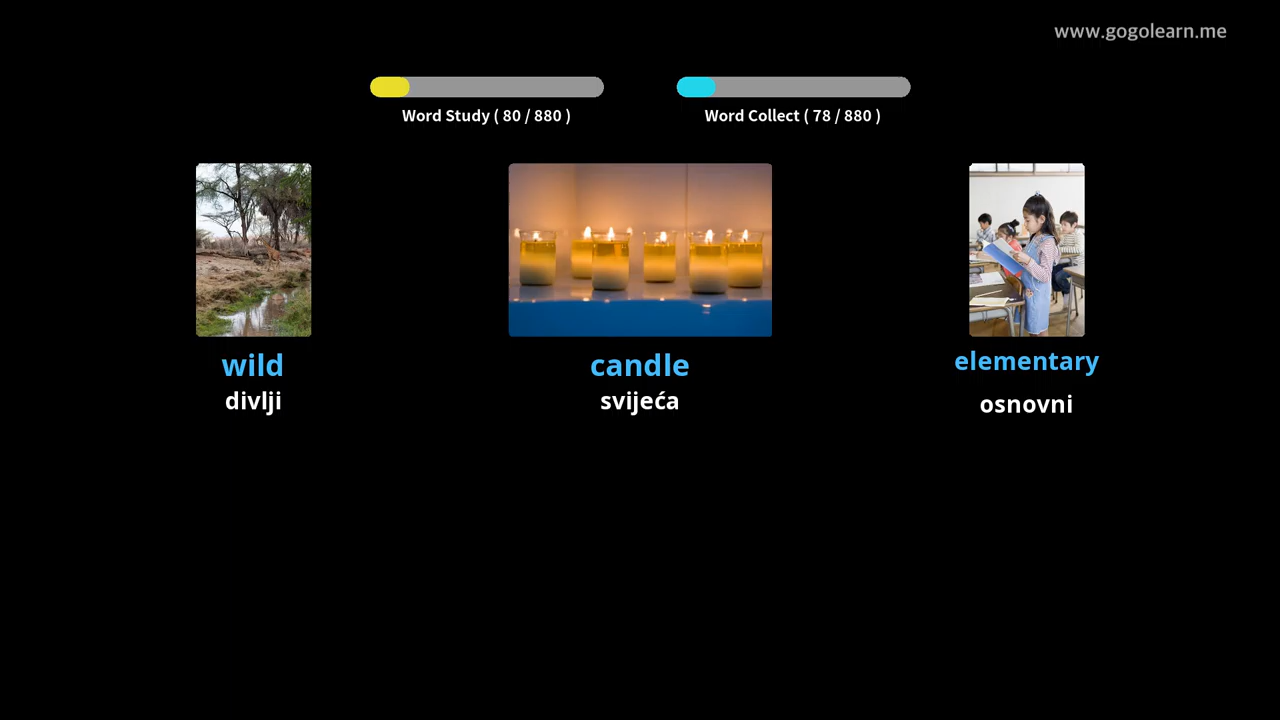 www.gogolearn.me
Word Study ( 80 / 880 )
Word Collect ( 78 / 880 )
wild
divlji
candle
svijeća
elementary
osnovni